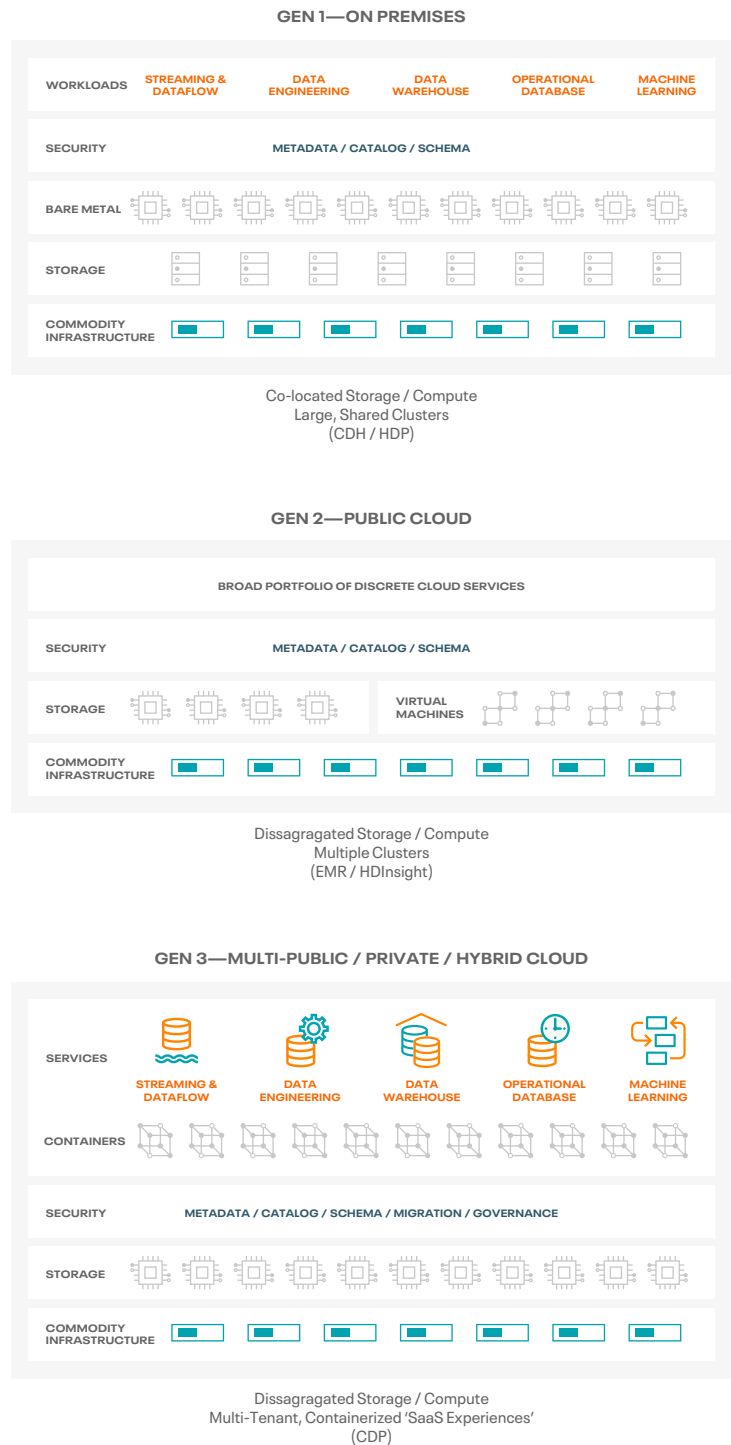 GEN 1—ON PREMISES
WORKLOADS
STREAMING &
DATAFLOW
DATA
ENGINEERING
DATA
WAREHOUSE
OPERATIONAL
DATABASE
MACHINE
LEARNING
SECURITY
METADATA / CATALOG / SCHEMA
BARE METAL
STORAGE
COMMODITY
INFRASTRUCTURE
Co-located Storage / Compute
Large, Shared Clusters
(CDH / HDP)
GEN 2—PUBLIC CLOUD
BROAD PORTFOLIO OF DISCRETE CLOUD SERVICES
SECURITY
METADATA / CATALOG / SCHEMA
STORAGE
VIRTUAL
MACHINES
COMMODITY
INFRASTRUCTURE
Dissagragated Storage / Compute
Multiple Clusters
(EMR / HDInsight)
GEN 3—MULTI-PUBLIC / PRIVATE / HYBRID CLOUD
SERVICES
STREAMING &
DATAFLOW
DATA
ENGINEERING
DATA
WAREHOUSE
OPERATIONAL
DATABASE
MACHINE
LEARNING
CONTAINERS
SECURITY
METADATA / CATALOG / SCHEMA / MIGRATION / GOVERNANCE
STORAGE
COMMODITY
INFRASTRUCTURE
Dissagragated Storage / Compute
Multi-Tenant, Containerized ‘SaaS Experiences’
(CDP)